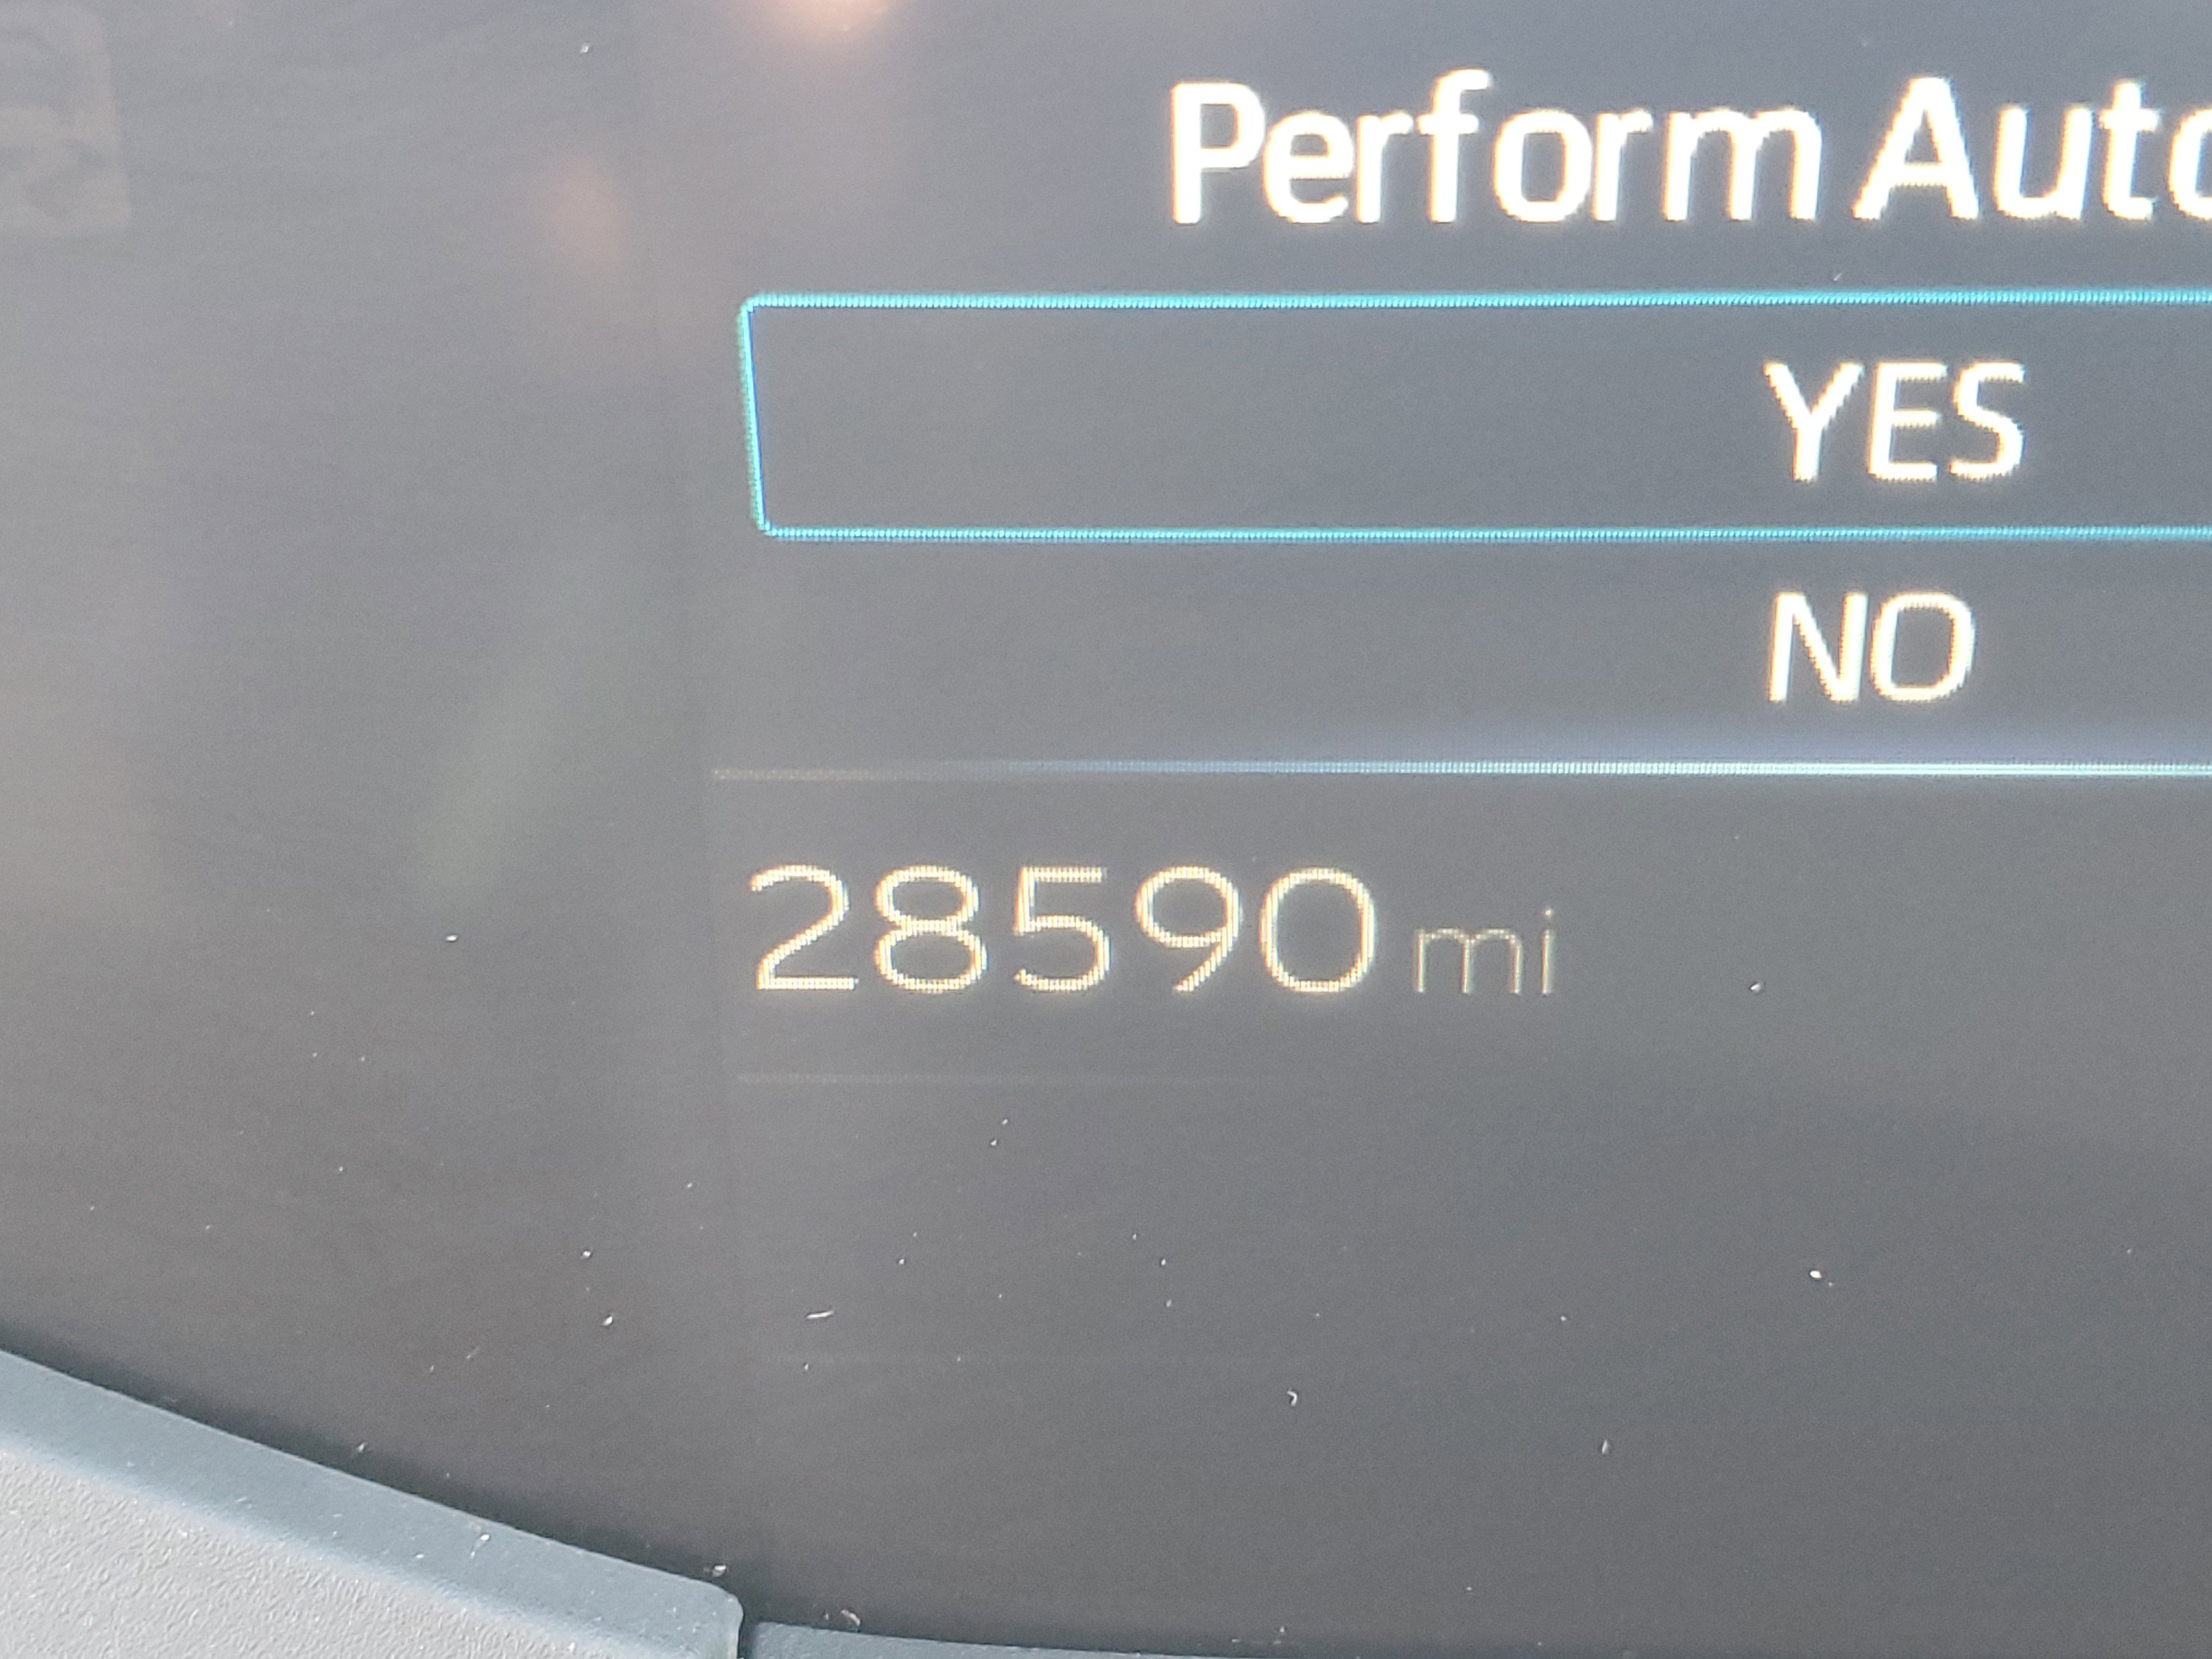 Perform Auto
YES
NO
28590 mi